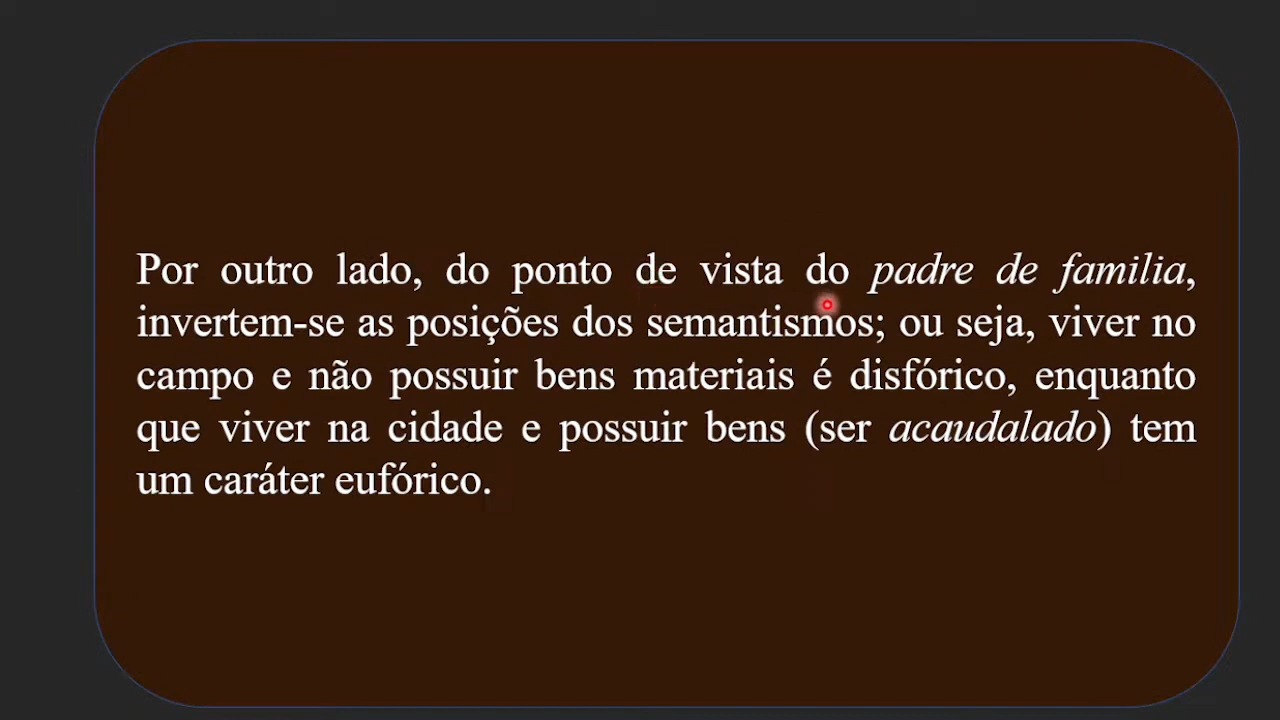 Por outro lado, do ponto de vista do padre de familia,
invertem-se as posições dos semantismos; ou seja, viver no
campo e não possuir bens materiais é disfórico, enquanto
que viver na cidade e possuir bens (ser acaudalado) tem
um caráter eufórico.